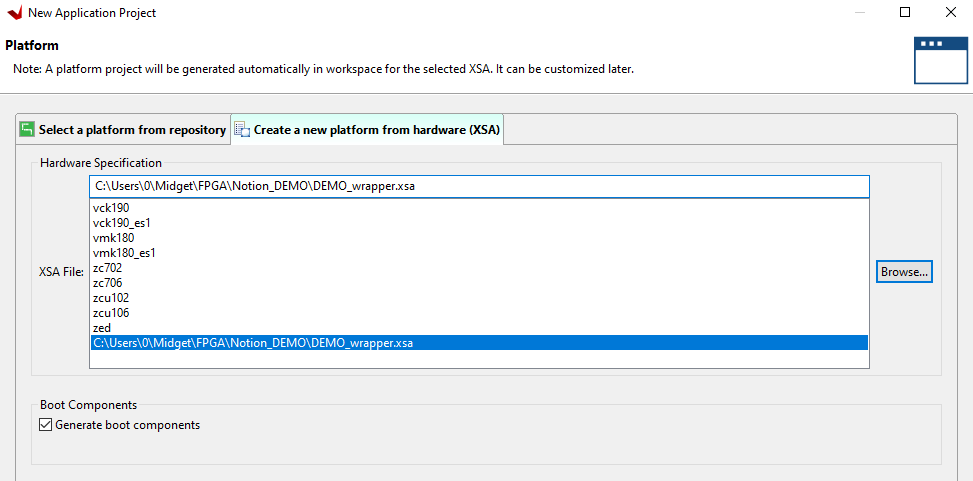 New Application Project
Platform
Note: A platform project will be generated automatically in workspace for the selected XSA. It can be customized later.
Select a platform from repository
Create a new platform from hardware (XSA)
Hardware Specification
C:\Users\0\Midget\FPGA\Notion_DEMO\DEMO_wrapper.xsa
vck190
vck190_es1
vmk180
vmk180_es1
zc702
XSA File:
Browse...
zc706
zcu102
zcu106
zed
C:\Users\0\Midget\FPGA\Notion_DEMO\DEMO_wrapper.xsa
Boot Components
Generate boot components